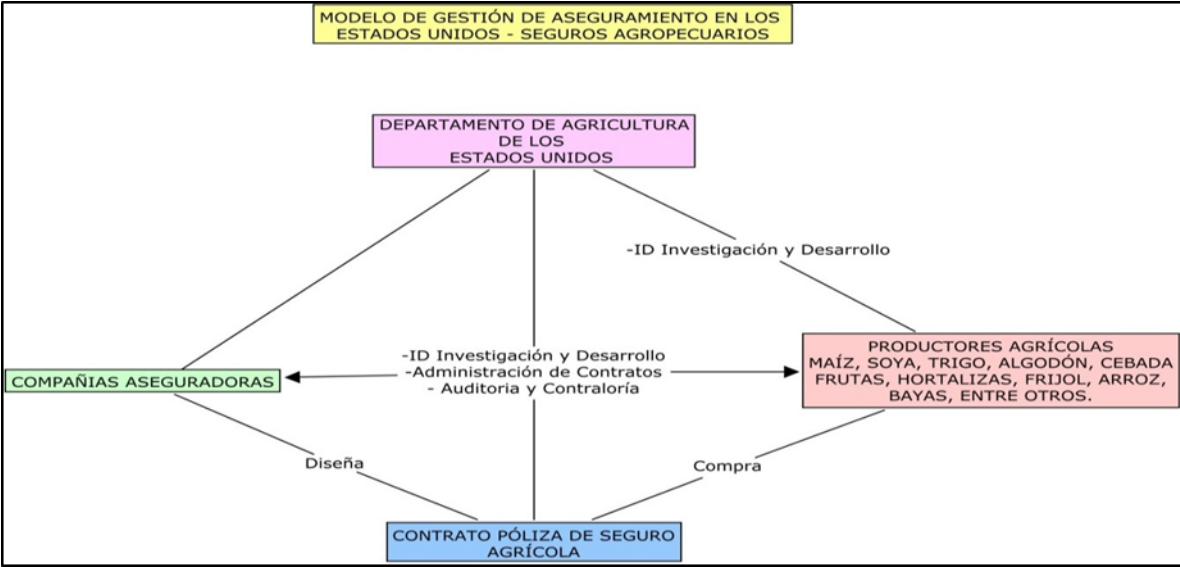 MODELO DE GESTIÓN DE ASEGURAMIENTO EN LOS
ESTADOS UNIDOS - SEGUROS AGROPECUARIOS
DEPARTAMENTO DE AGRICULTURA
DE LOS
ESTADOS UNIDOS
-ID Investigación y Desarrollo
COMPAÑIAS ASEGURADORAS
-ID Investigación y Desarrollo
-Administración de Contratos
- Auditoria y Contraloría
PRODUCTORES AGRÍCOLAS
MAÍZ, SOYA, TRIGO, ALGODÓN, CEBADA
FRUTAS, HORTALIZAS, FRIJOL, ARROZ,
BAYAS, ENTRE OTROS.
Diseña
Compra
CONTRATO PÓLIZA DE SEGURO
AGRÍCOLA